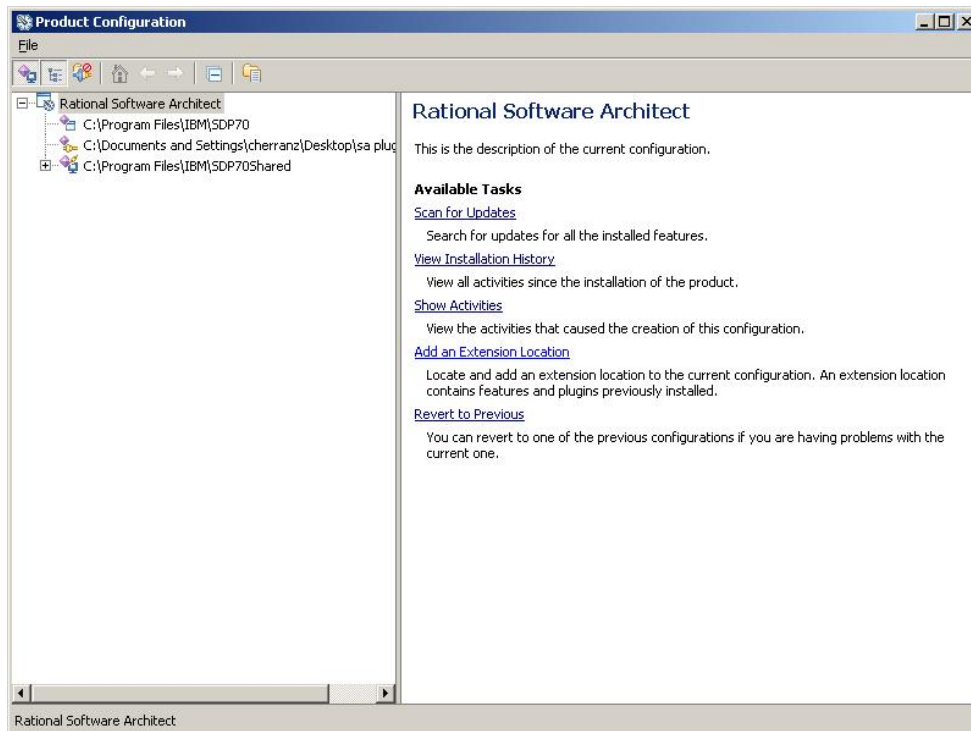 Product Configuration
File
Rational Software Architect
C:\Program Files\IBM\SDP70
C:\Documents and Settings\cherranz\Desktop\sa plug
C:\Program Files\IBM\SDP70Shared
Rational Software Architect
This is the description of the current configuration.
Available Tasks
Scan for Updates
Search for updates for all the installed features.
View Installation History
View all activities since the installation of the product.
Show Activities
View the activities that caused the creation of this configuration.
Add an Extension Location
Locate and add an extension location to the current configuration. An extension location
contains features and plugins previously installed.
Revert to Previous
You can revert to one of the previous configurations if you are having problems with the
current one.
Rational Software Architect